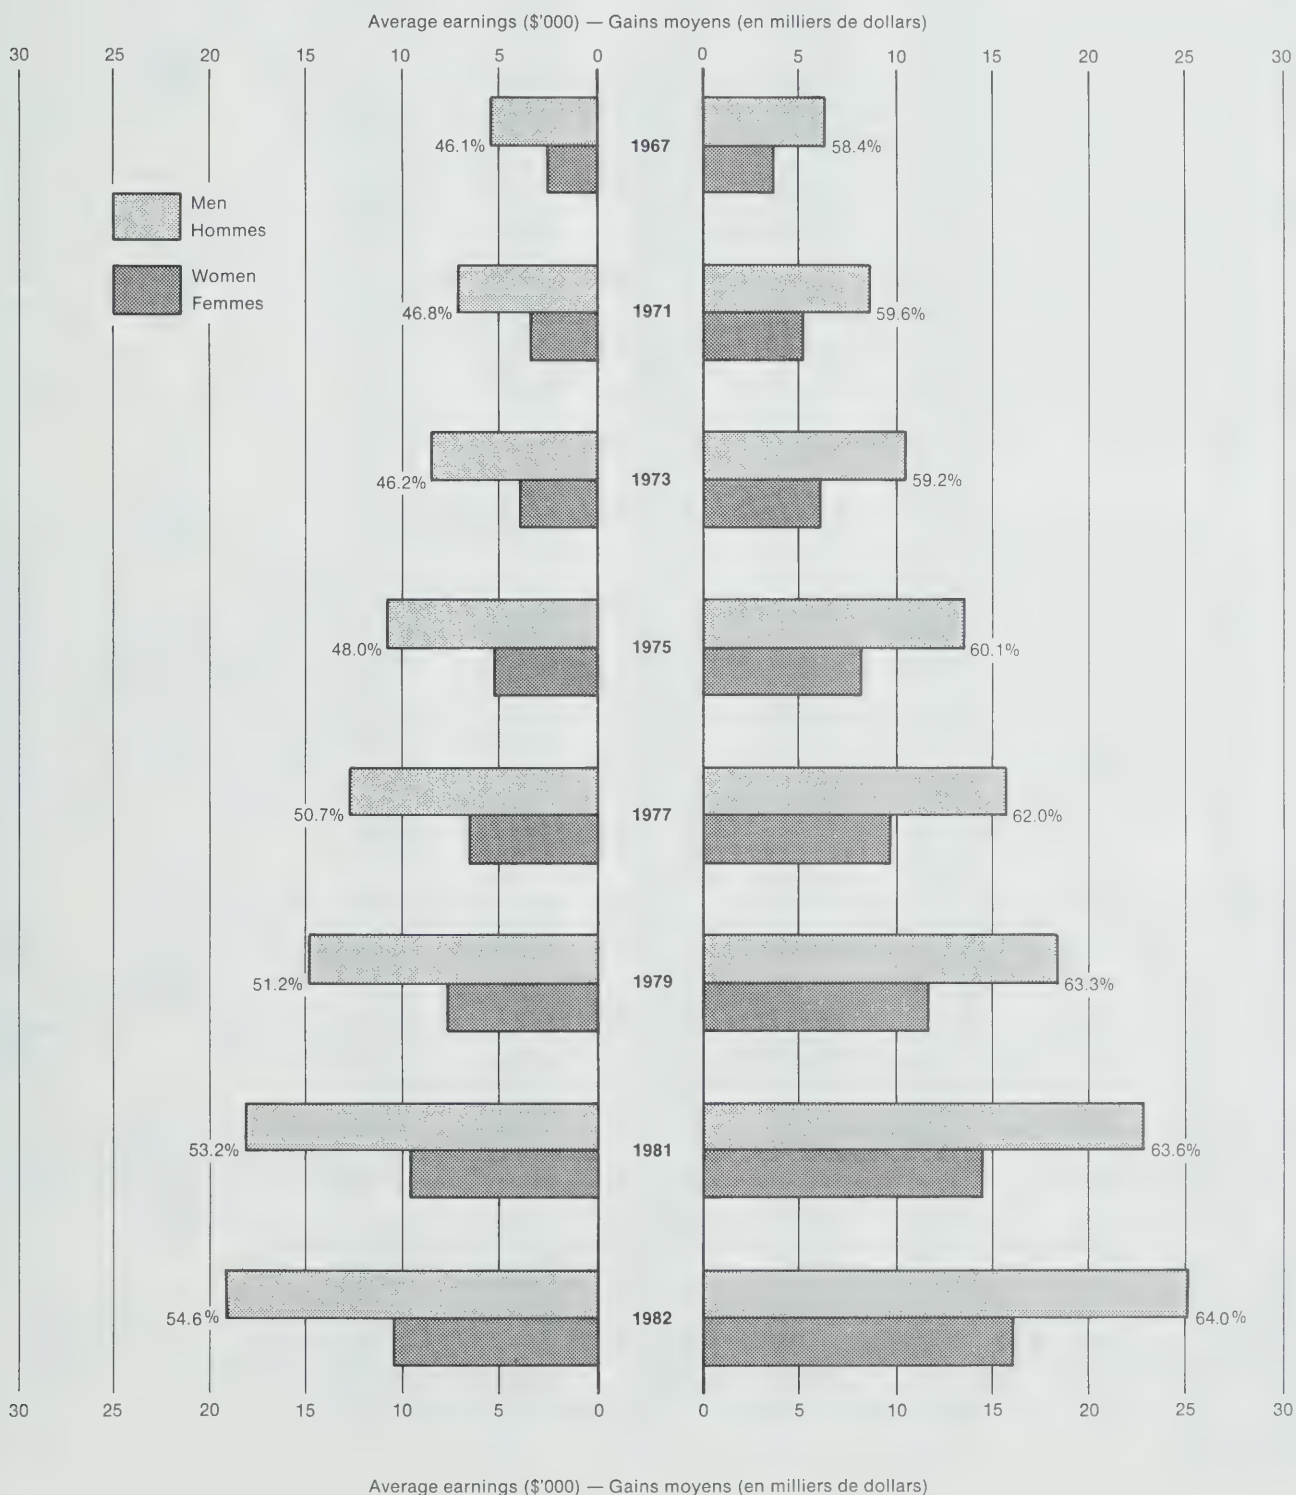 Average earnings ($'000) — Gains moyens (en milliers de dollars)
30 25 20 15 10 5 0 0 5 10 15 20 25 30
46.1% 1967 58.4%
Men
Hommes
Women
Femmes
46.8% 1971 59.6%
46.2% 1973 59.2%
48.0% 1975 60.1%
50.7% 1977 62.0%
51.2% 1979 63.3%
53.2% 1981 63.6%
54.6% 1982 64.0%
30 25 20 15 10 5 0 0 5 10 15 20 25 30
Average earnings ($'000) — Gains moyens (en milliers de dollars)